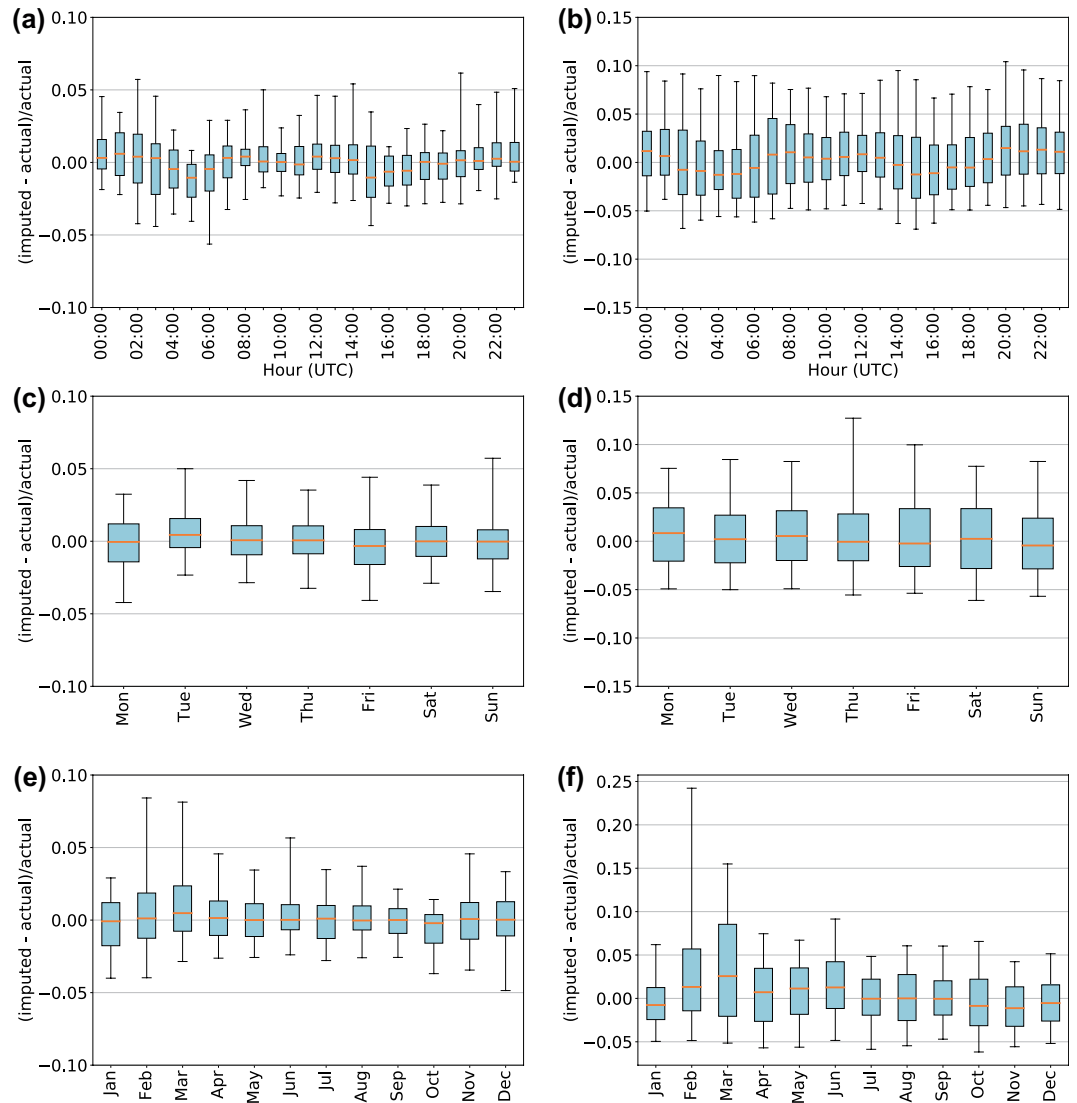 (a)
(imputed - actual)/actual
0.10
0.05
0.00
−0.05
−0.10
00:00 02:00 04:00 06:00 08:00 10:00 12:00 14:00 16:00 18:00 20:00 22:00
Hour (UTC)
(b)
(imputed - actual)/actual
0.15
0.10
0.05
0.00
−0.05
−0.10
−0.15
00:00 02:00 04:00 06:00 08:00 10:00 12:00 14:00 16:00 18:00 20:00 22:00
Hour (UTC)
(c)
(imputed - actual)/actual
0.10
0.05
0.00
−0.05
−0.10
Mon Tue Wed Thu Fri Sat Sun
(d)
(imputed - actual)/actual
0.15
0.10
0.05
0.00
−0.05
−0.10
−0.15
Mon Tue Wed Thu Fri Sat Sun
(e)
(imputed - actual)/actual
0.10
0.05
0.00
−0.05
−0.10
Jan Feb Mar Apr May Jun Jul Aug Sep Oct Nov Dec
(f)
(imputed - actual)/actual
0.25
0.20
0.15
0.10
0.05
0.00
−0.05
Jan Feb Mar Apr May Jun Jul Aug Sep Oct Nov Dec